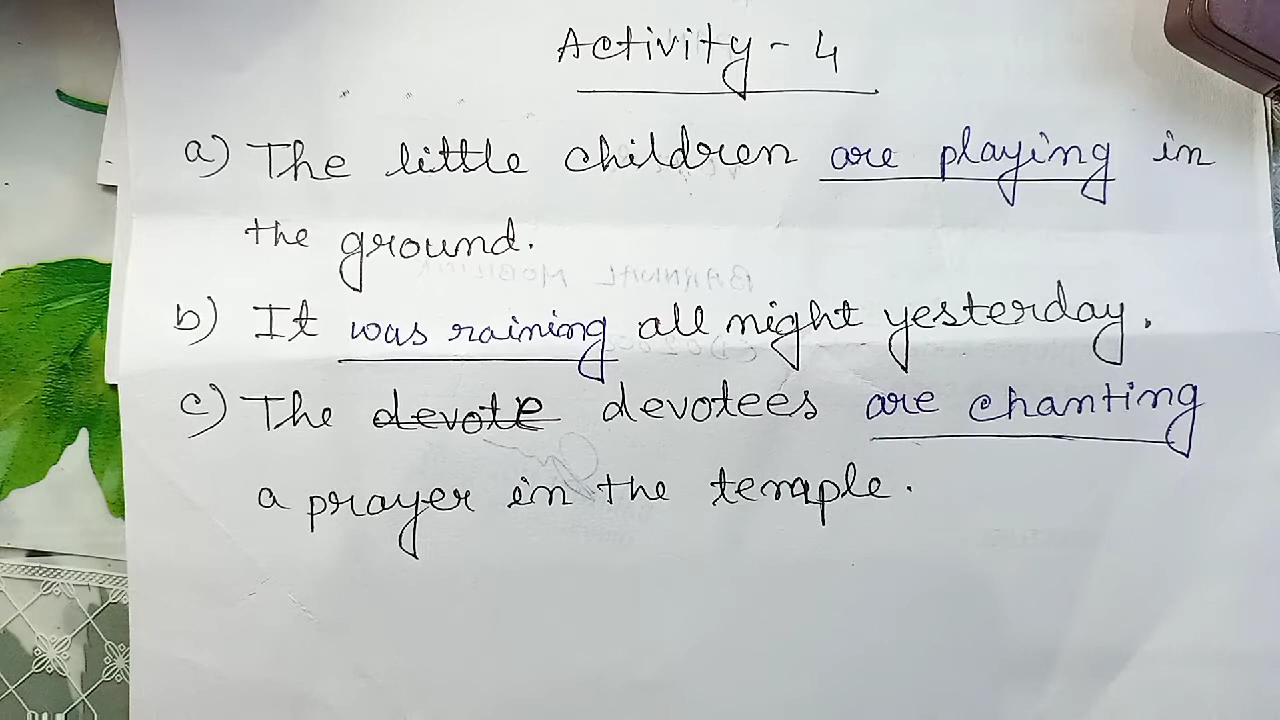 Activity - 4
a) The little children are playing in
the ground.
b) It was raining all night yesterday.
c) The devote devotees are chanting
a prayer in the temple.